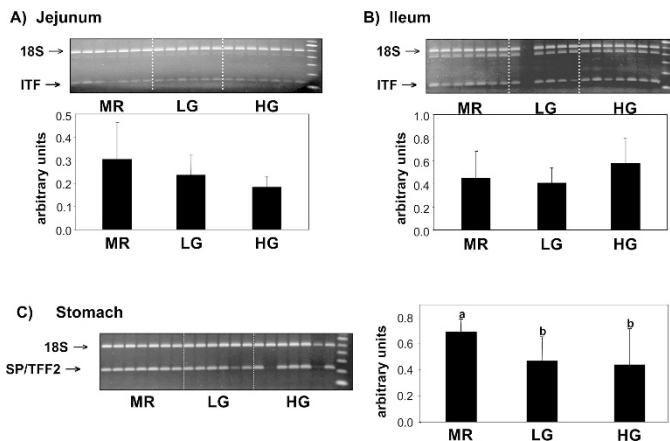 A) Jejunum
18S →
ITF →
MR LG HG
arbitrary units
0.5
0.4
0.3
0.2
0.1
0.0
MR LG HG
B) Ileum
18S →
ITF →
MR LG HG
arbitrary units
1.0
0.8
0.6
0.4
0.2
0.0
MR LG HG
C) Stomach
18S →
SP/TFF2 →
MR LG HG
arbitrary units
0.8
0.6
0.4
0.2
0.0
a b b
MR LG HG